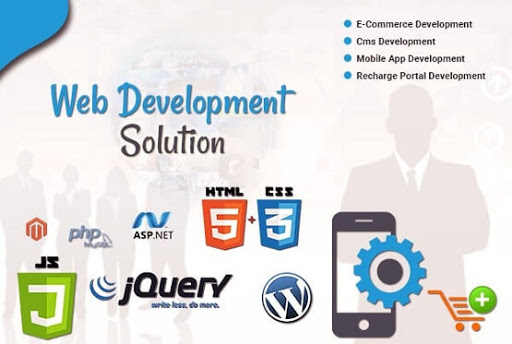 E-Commerce Development
Cms Development
Mobile App Development
Recharge Portal Development
Web Development
Solution
HTML
5
+
CSS
3
php
MySQL
ASP.NET
JS
jQuery
write less, do more.
W